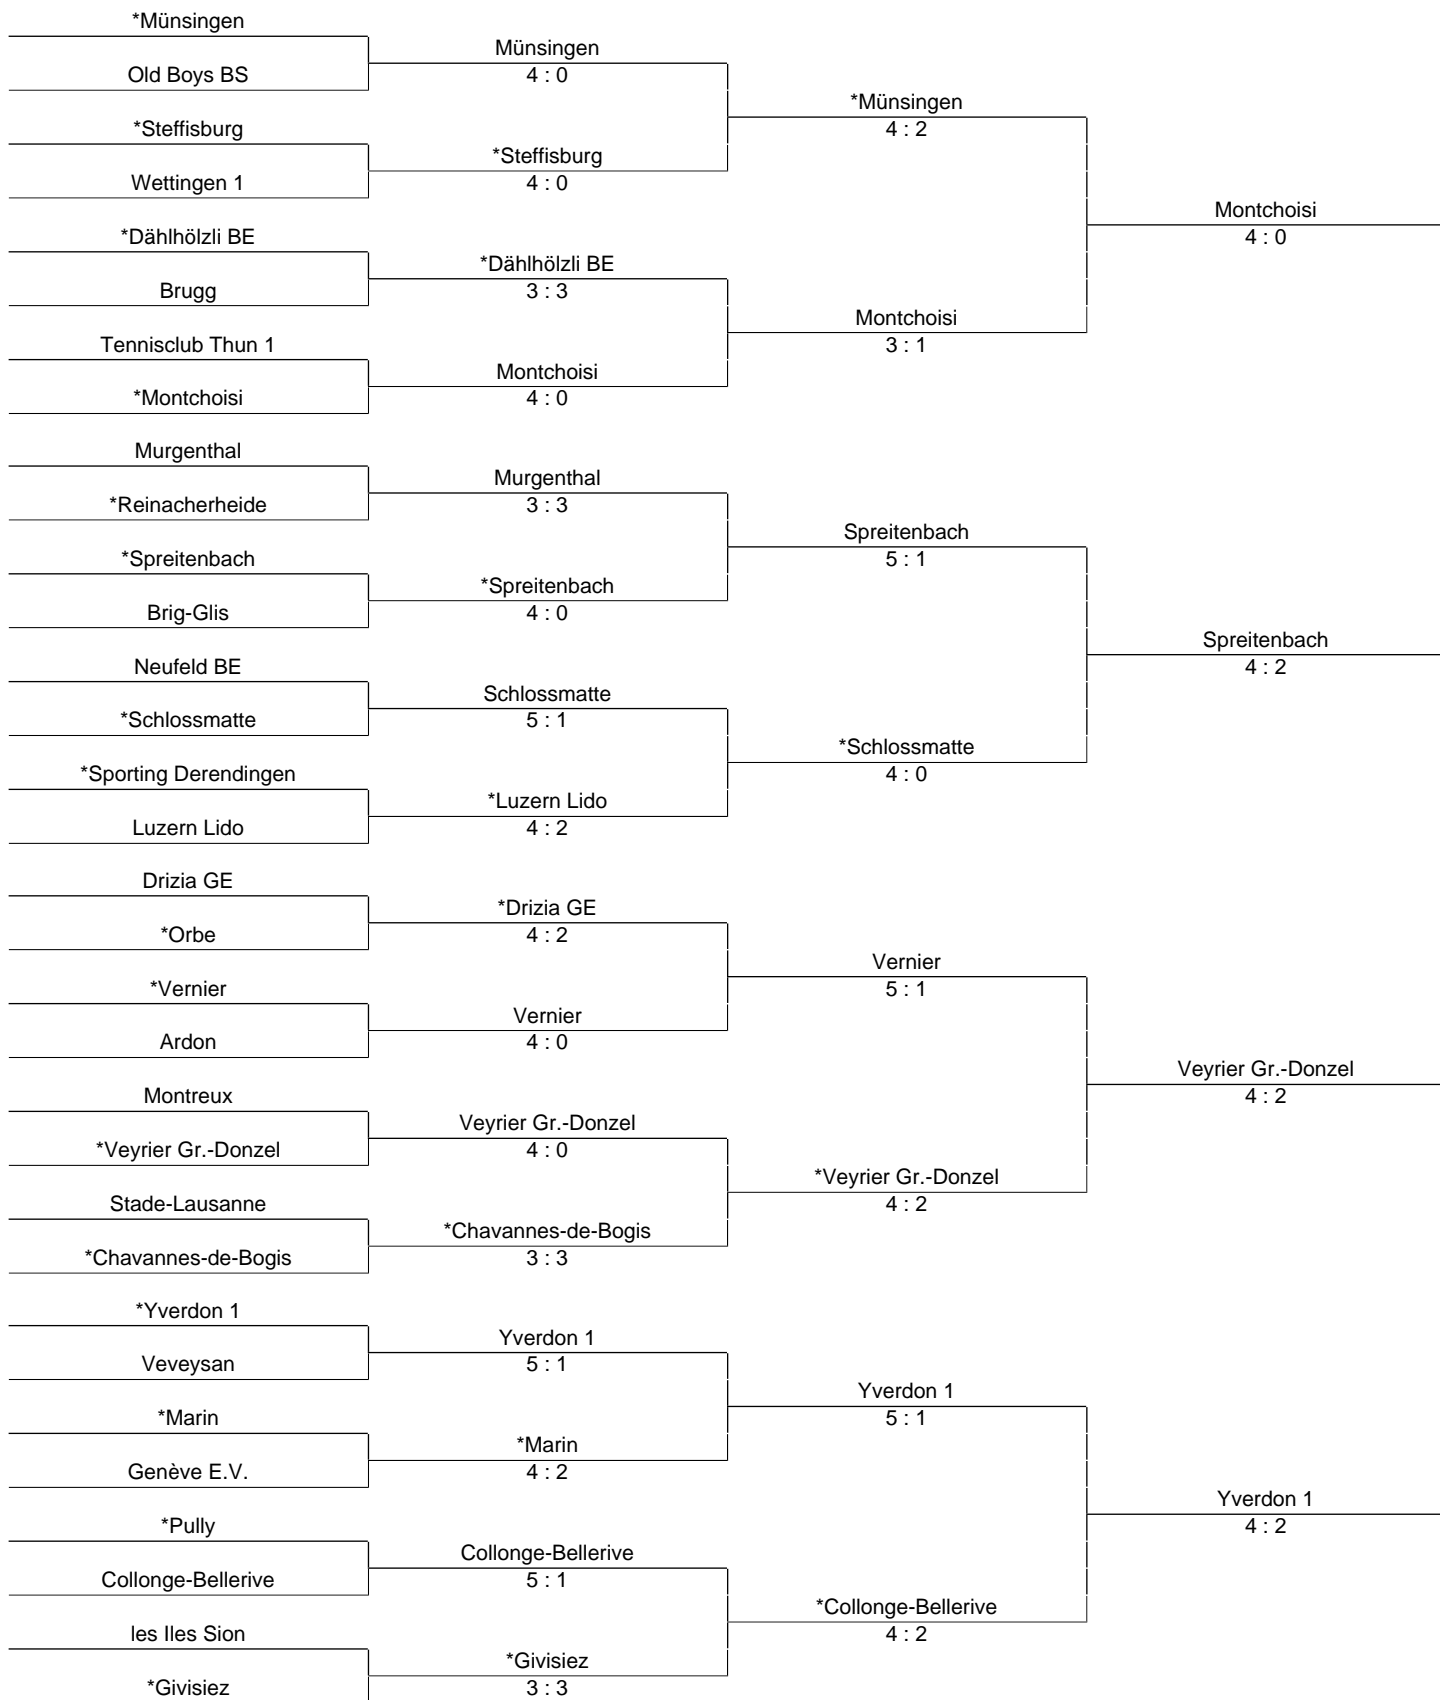 *Münsingen
Old Boys BS
*Steffisburg
Wettingen 1
*Dählhölzli BE
Brugg
Tennisclub Thun 1
*Montchoisi
Murgenthal
*Reinacherheide
*Spreitenbach
Brig-Glis
Neufeld BE
*Schlossmatte
*Sporting Derendingen
Luzern Lido
Drizia GE
*Orbe
*Vernier
Ardon
Montreux
*Veyrier Gr.-Donzel
Stade-Lausanne
*Chavannes-de-Bogis
*Yverdon 1
Veveysan
*Marin
Genève E.V.
*Pully
Collonge-Bellerive
les Iles Sion
*Givisiez
Münsingen
4 : 0
*Steffisburg
4 : 0
*Dählhölzli BE
3 : 3
Montchoisi
4 : 0
Murgenthal
3 : 3
*Spreitenbach
4 : 0
Schlossmatte
5 : 1
*Luzern Lido
4 : 2
*Drizia GE
4 : 2
Vernier
4 : 0
Veyrier Gr.-Donzel
4 : 0
*Chavannes-de-Bogis
3 : 3
Yverdon 1
5 : 1
*Marin
4 : 2
Collonge-Bellerive
5 : 1
*Givisiez
3 : 3
*Münsingen
4 : 2
Montchoisi
3 : 1
Spreitenbach
5 : 1
*Schlossmatte
4 : 0
Vernier
5 : 1
*Veyrier Gr.-Donzel
4 : 2
Yverdon 1
5 : 1
*Collonge-Bellerive
4 : 2
Montchoisi
4 : 0
Spreitenbach
4 : 2
Veyrier Gr.-Donzel
4 : 2
Yverdon 1
4 : 2